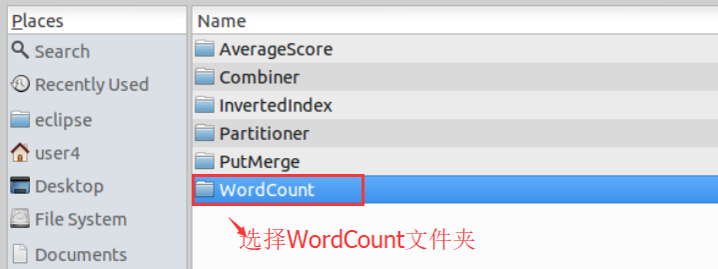 Places
Search
Recently Used
eclipse
user4
Desktop
File System
Documents
Name
AverageScore
Combiner
InvertedIndex
Partitioner
PutMerge
WordCount
选择WordCount文件夹